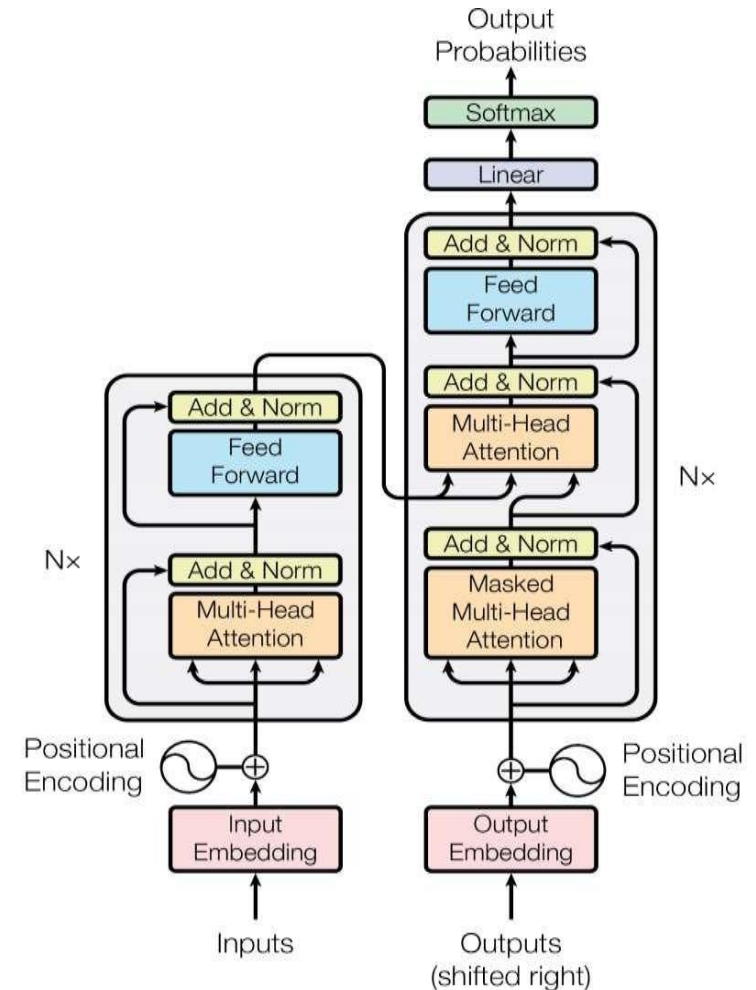 Output
Probabilities
Softmax
Linear
Add & Norm
Feed
Forward
Add & Norm
Multi-Head
Attention
Add & Norm
Masked
Multi-Head
Attention
Nx
Add & Norm
Feed
Forward
Add & Norm
Multi-Head
Attention
Nx
Positional
Encoding
Positional
Encoding
Input
Embedding
Output
Embedding
Inputs
Outputs
(shifted right)